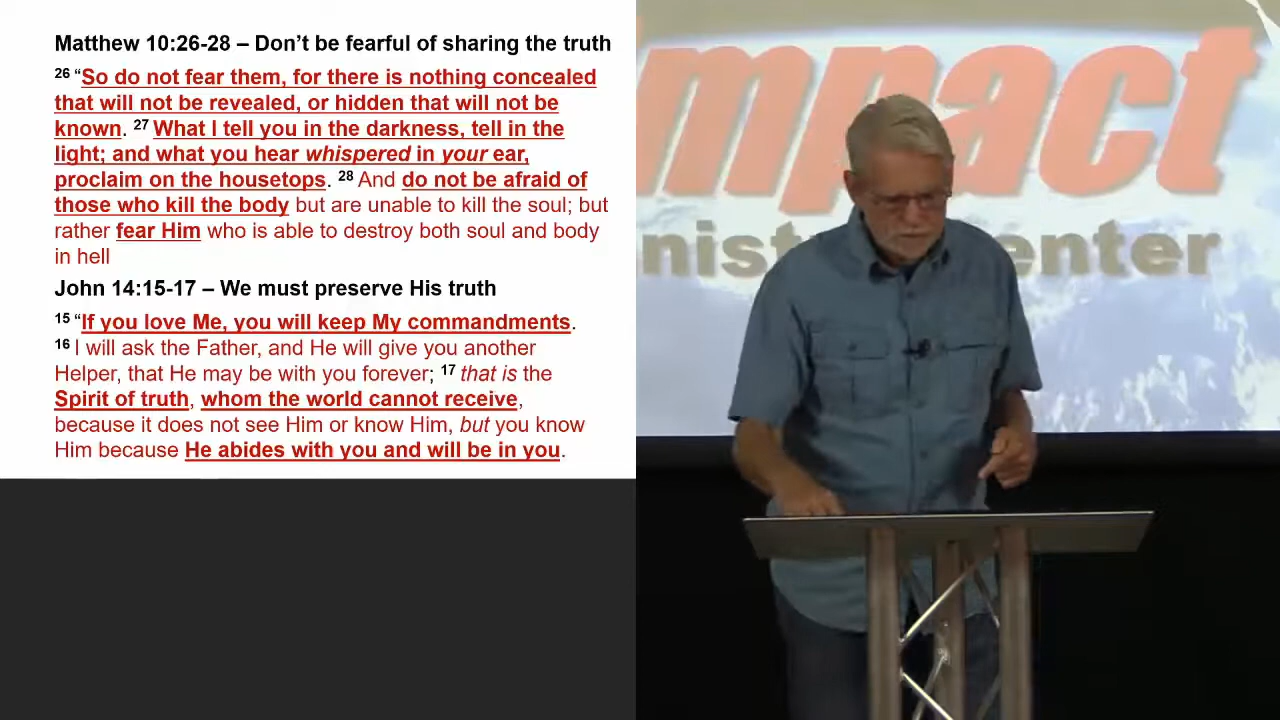 Matthew 10:26-28 – Don’t be fearful of sharing the truth
26 “So do not fear them, for there is nothing concealed
that will not be revealed, or hidden that will not be
known. 27 What I tell you in the darkness, tell in the
light; and what you hear whispered in your ear,
proclaim on the housetops. 28 And do not be afraid of
those who kill the body but are unable to kill the soul; but
rather fear Him who is able to destroy both soul and body
in hell
John 14:15-17 – We must preserve His truth
15 “If you love Me, you will keep My commandments.
16 I will ask the Father, and He will give you another
Helper, that He may be with you forever; 17 that is the
Spirit of truth, whom the world cannot receive,
because it does not see Him or know Him, but you know
Him because He abides with you and will be in you.
mpact
nist enter